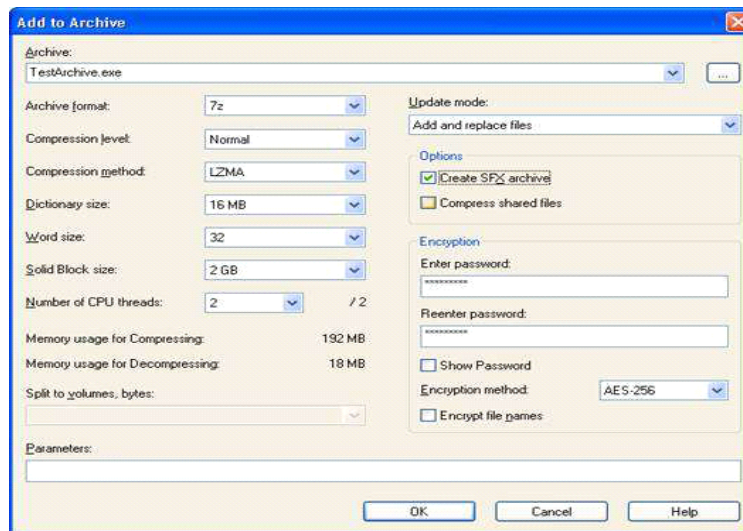 Add to Archive
Archive:
TestArchive.exe
...
Archive format:
7z
Compression level:
Normal
Compression method:
LZMA
Dictionary size:
16 MB
Word size:
32
Solid Block size:
2 GB
Number of CPU threads:
2
/ 2
Memory usage for Compressing:
192 MB
Memory usage for Decompressing:
18 MB
Split to volumes, bytes:
Update mode:
Add and replace files
Options
Create SFX archive
Compress shared files
Encryption
Enter password:
*********
Reenter password:
*********
Show Password
Encryption method:
AES-256
Encrypt file names
Parameters:
OK
Cancel
Help